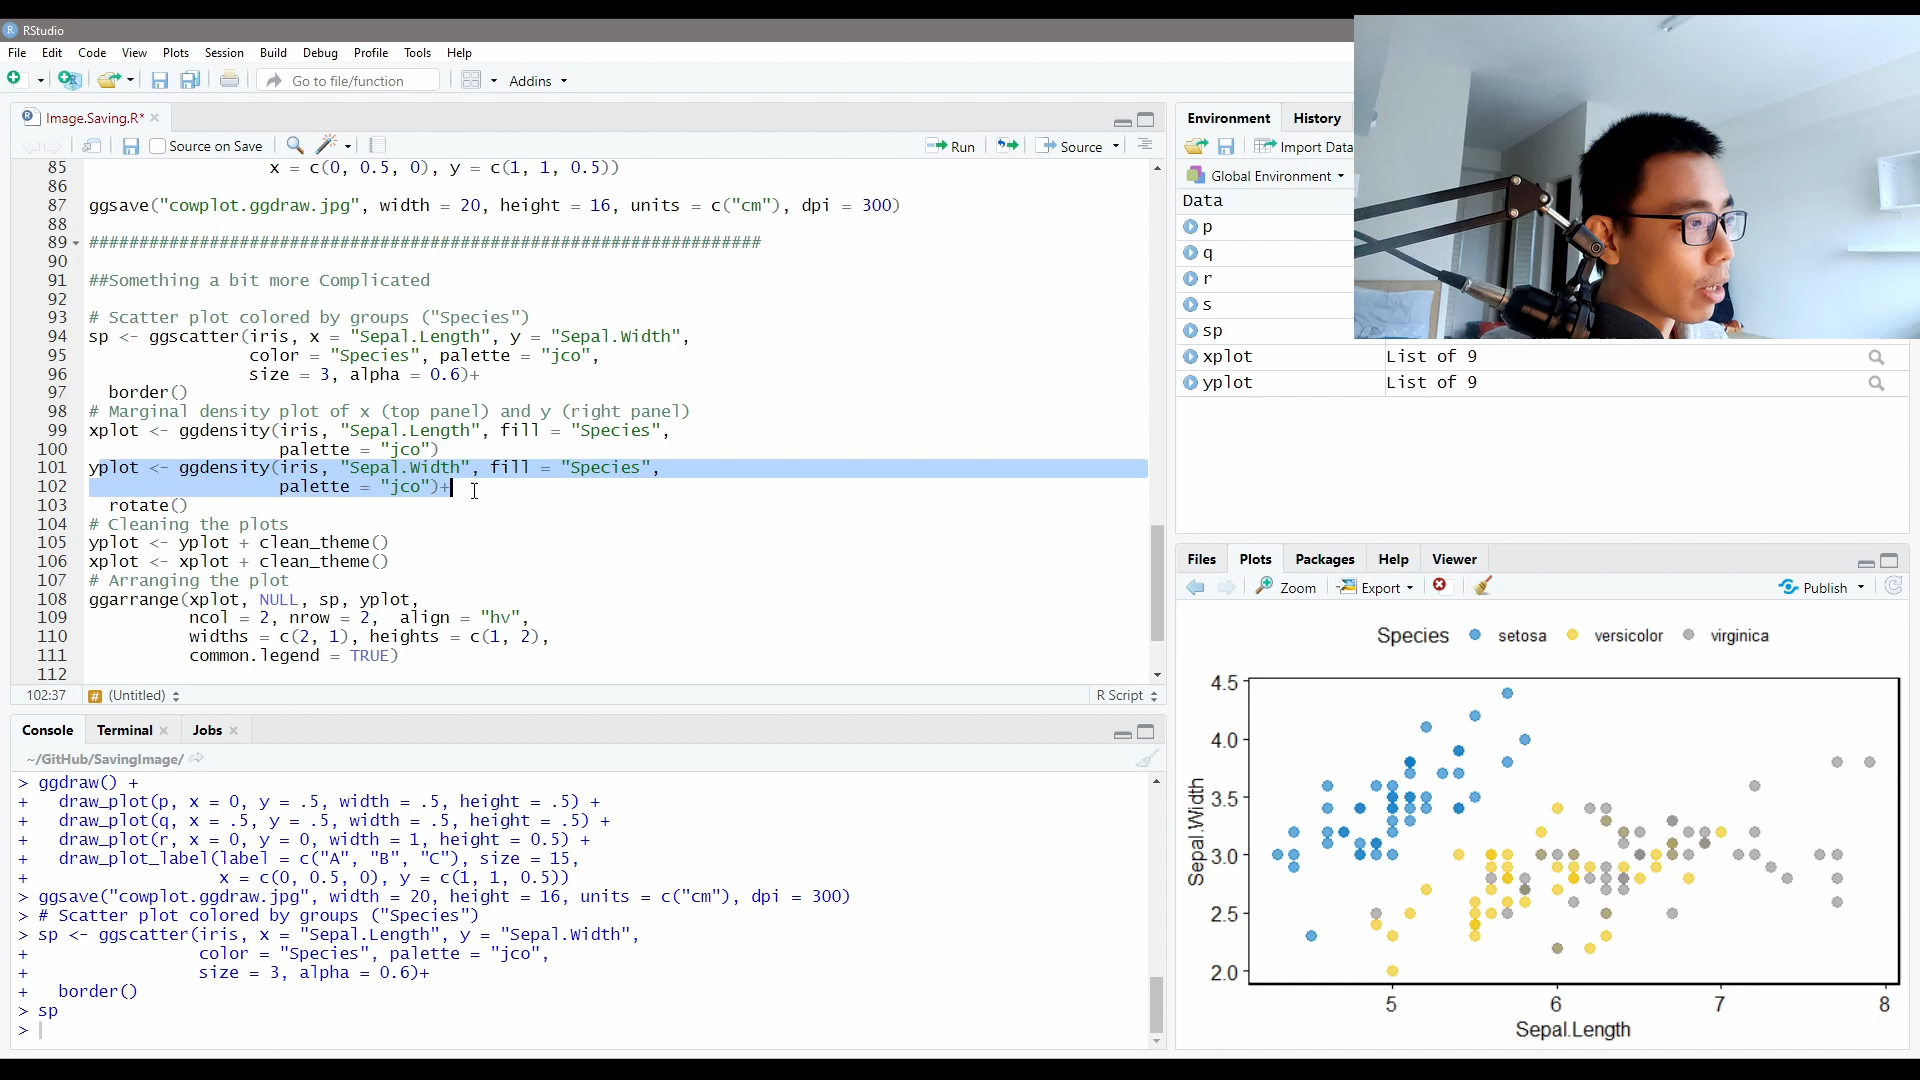 RStudio
File Edit Code View Plots Session Build Debug Profile Tools Help
Go to file/function Addins
Image.Saving.R*
Source on Save Run Source
85 x = c(0, 0.5, 0), y = c(1, 1, 0.5))
86
87 ggsave("cowplot.ggdraw.jpg", width = 20, height = 16, units = c("cm"), dpi = 300)
88
89 ###################################################################
90
91 ##Something a bit more Complicated
92
93 # Scatter plot colored by groups ("Species")
94 sp <- ggscatter(iris, x = "Sepal.Length", y = "Sepal.Width",
95 color = "Species", palette = "jco",
96 size = 3, alpha = 0.6)+
97 border()
98 # Marginal density plot of x (top panel) and y (right panel)
99 xplot <- ggdensity(iris, "Sepal.Length", fill = "Species",
100 palette = "jco")
101 yplot <- ggdensity(iris, "Sepal.Width", fill = "Species",
102 palette = "jco")+
103 rotate()
104 # Cleaning the plots
105 yplot <- yplot + clean_theme()
106 xplot <- xplot + clean_theme()
107 # Arranging the plot
108 ggarrange(xplot, NULL, sp, yplot,
109 ncol = 2, nrow = 2, align = "hv",
110 widths = c(2, 1), heights = c(1, 2),
111 common.legend = TRUE)
112
102:37 # (Untitled) R Script
Console Terminal Jobs
~/GitHub/SavingImage/
> ggdraw() +
+ draw_plot(p, x = 0, y = .5, width = .5, height = .5) +
+ draw_plot(q, x = .5, y = .5, width = .5, height = .5) +
+ draw_plot(r, x = 0, y = 0, width = 1, height = 0.5) +
+ draw_plot_label(label = c("A", "B", "C"), size = 15,
+ x = c(0, 0.5, 0), y = c(1, 1, 0.5))
> ggsave("cowplot.ggdraw.jpg", width = 20, height = 16, units = c("cm"), dpi = 300)
> # Scatter plot colored by groups ("Species")
> sp <- ggscatter(iris, x = "Sepal.Length", y = "Sepal.Width",
+ color = "Species", palette = "jco",
+ size = 3, alpha = 0.6)+
+ border()
> sp
>
Environment History
Import Data
Global Environment
Data
p
q
r
s
sp
xplot List of 9
yplot List of 9
Files Plots Packages Help Viewer
Zoom Export Publish
Species setosa versicolor virginica
4.5
4.0
3.5
3.0
2.5
2.0
Sepal.Width
5 6 7 8
Sepal.Length